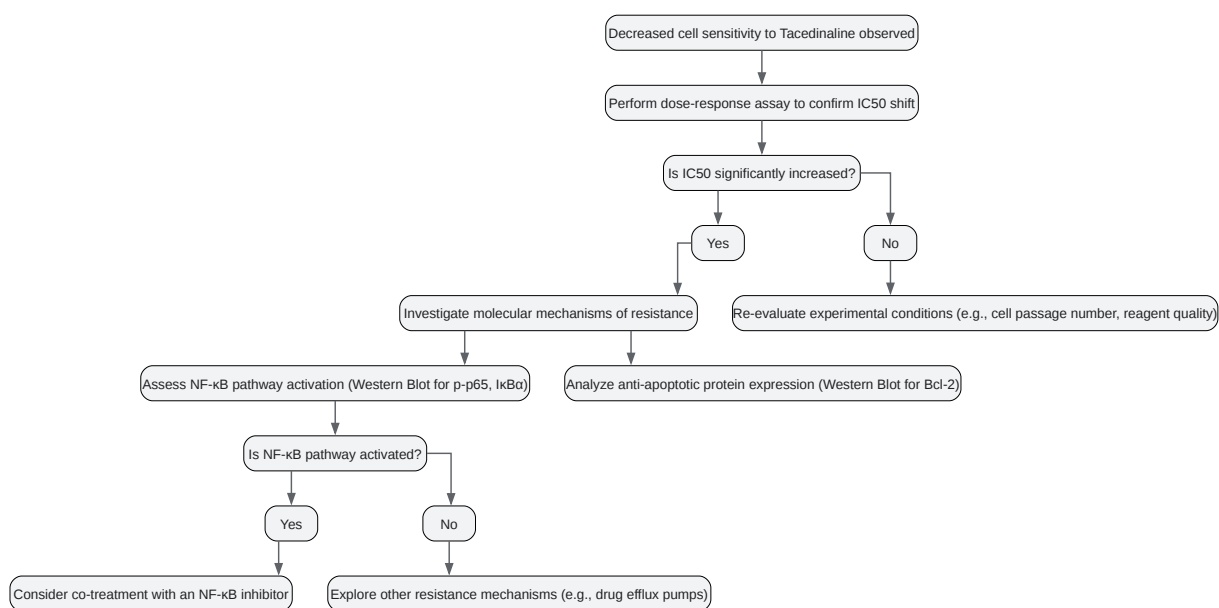 Decreased cell sensitivity to Tacedinaline observed
Perform dose-response assay to confirm IC50 shift
Is IC50 significantly increased?
Yes
No
Investigate molecular mechanisms of resistance
Re-evaluate experimental conditions (e.g., cell passage number, reagent quality)
Assess NF-κB pathway activation (Western Blot for p-p65, IκBα)
Analyze anti-apoptotic protein expression (Western Blot for Bcl-2)
Is NF-κB pathway activated?
Yes
No
Consider co-treatment with an NF-κB inhibitor
Explore other resistance mechanisms (e.g., drug efflux pumps)